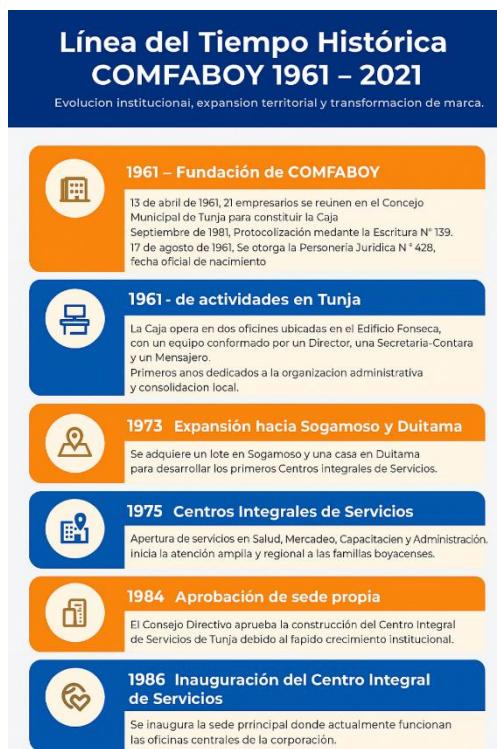 Línea del Tiempo Histórica
COMFABOY 1961 – 2021
Evolucion institucionai, expansion territorial y transformacion de marca.
1961 – Fundación de COMFABOY
13 de abril de 1961, 21 empresarios se reúnen en el Concejo
Municipal de Tunja para constituir la Caja
Septiembre de 1981, Protocolización medante la Escritura N° 139.
17 de agosto de 1961, Se otorga la Personería Juridica N ° 428,
fecha oficial de nacimiento
1961 - de actividades en Tunja
La Caja opera en dos oficines ubicadas en el Edificio Fonseca,
con un equipo conformado por un Director, una Secretaria-Contara
y un Mensajero.
Primeros anos dedicados a la organizacion administrativa
y consolidacion local.
1973 Expansión hacia Sogamoso y Duitama
Se adquiere un lote en Sogamoso y una casa en Duitama
para desarrollar los primeros Centros integrales de Servicios.
1975 Centros Integrales de Servicios
Apertura de servicios en Salud, Mercadeo, Capacitacien y Administración.
inicia la atención ampila y regional a las familias boyacenses.
1984 Aprobación de sede propia
El Consejo Directivo aprueba la construcción del Centro Integral
de Servicios de Tunja debido al fapido crecimiento institucional.
1986 Inauguración del Centro Integral
de Servicios
Se inaugura la sede prrincipal donde actualmente funcionan
las oficinas centrales de la corporación.